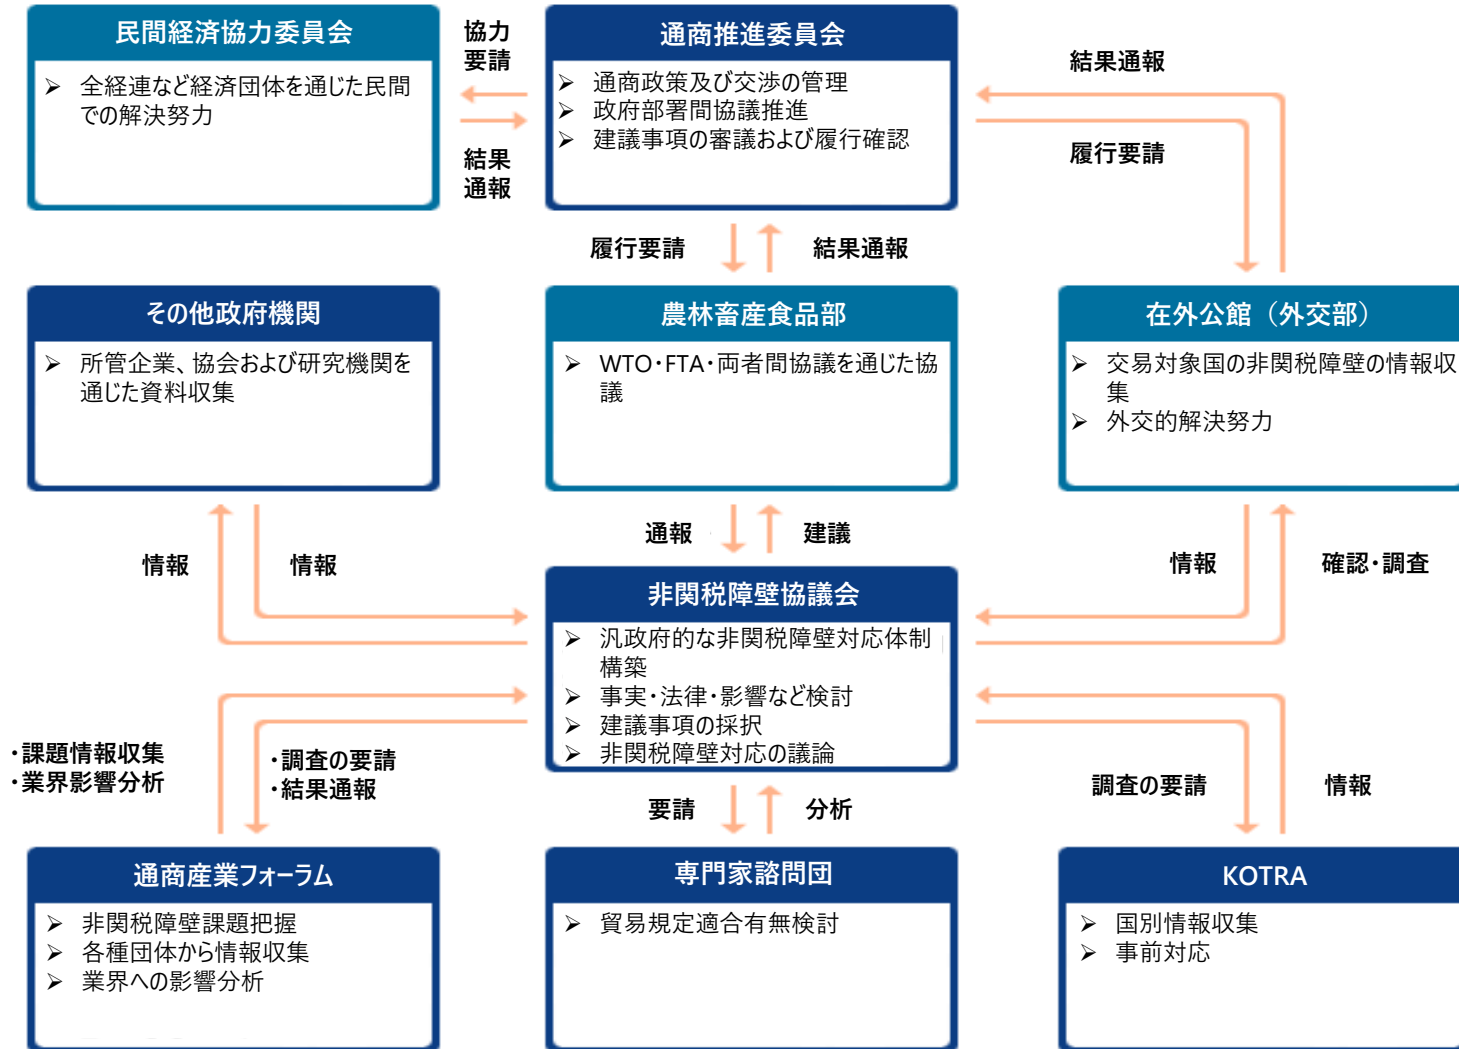 民間経済協力委員会
➢ 全経連など経済団体を通じた民間
での解決努力
協力
要請
結果
通報
通商推進委員会
➢ 通商政策及び交渉の管理
➢ 政府部署間協議推進
➢ 建議事項の審議および履行確認
結果通報
履行要請
履行要請
結果通報
その他政府機関
➢ 所管企業、協会および研究機関を
通じた資料収集
農林畜産食品部
➢ WTO・FTA・両者間協議を通じた協
議
在外公館（外交部）
➢ 交易対象国の非関税障壁の情報収
集
➢ 外交的解決努力
情報
情報
通報
建議
情報
確認・調査
非関税障壁協議会
➢ 汎政府的な非関税障壁対応体制
構築
➢ 事実・法律・影響など検討
➢ 建議事項の採択
➢ 非関税障壁対応の議論
・課題情報収集
・業界影響分析
・調査の要請
・結果通報
要請
分析
調査の要請
情報
通商産業フォーラム
➢ 非関税障壁課題把握
➢ 各種団体から情報収集
➢ 業界への影響分析
専門家諮問団
➢ 貿易規定適合有無検討
KOTRA
➢ 国別情報収集
➢ 事前対応